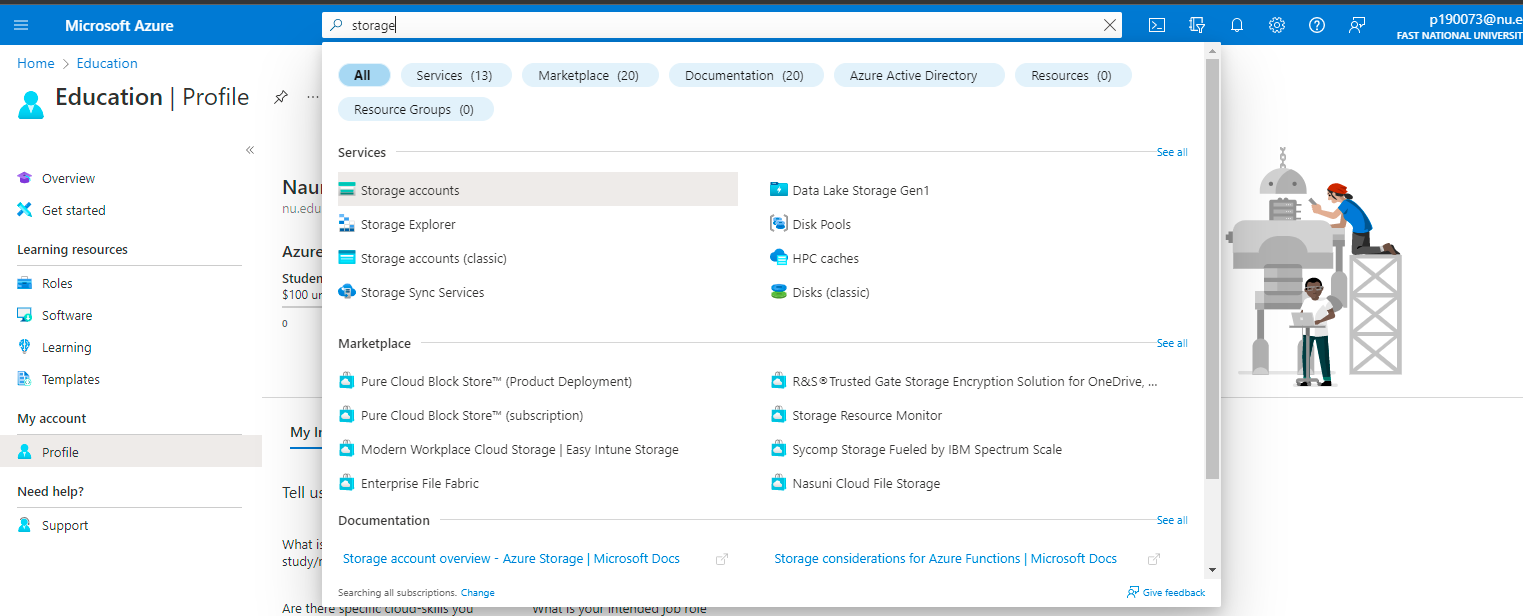 Microsoft Azure
storage
p190073@nu.e
FAST NATIONAL UNIVERSIT
Home > Education
Education | Profile
...
All
Services (13)
Marketplace (20)
Documentation (20)
Azure Active Directory
Resources (0)
Resource Groups (0)
«
Overview
Get started
Learning resources
Roles
Software
Learning
Templates
My account
Profile
Need help?
Support
nu.edu
Azure
Studen
$100 ur
0
My In
Tell us
What is
study/r
Are there specific cloud-skills you
What is your intended job role
Services
See all
Storage accounts
Data Lake Storage Gen1
Storage Explorer
Disk Pools
Storage accounts (classic)
HPC caches
Storage Sync Services
Disks (classic)
Marketplace
See all
Pure Cloud Block Store™ (Product Deployment)
R&S®Trusted Gate Storage Encryption Solution for OneDrive, ...
Pure Cloud Block Store™ (subscription)
Storage Resource Monitor
Modern Workplace Cloud Storage | Easy Intune Storage
Sycomp Storage Fueled by IBM Spectrum Scale
Enterprise File Fabric
Nasuni Cloud File Storage
Documentation
See all
Storage account overview - Azure Storage | Microsoft Docs
Storage considerations for Azure Functions | Microsoft Docs
Searching all subscriptions. Change
Give feedback